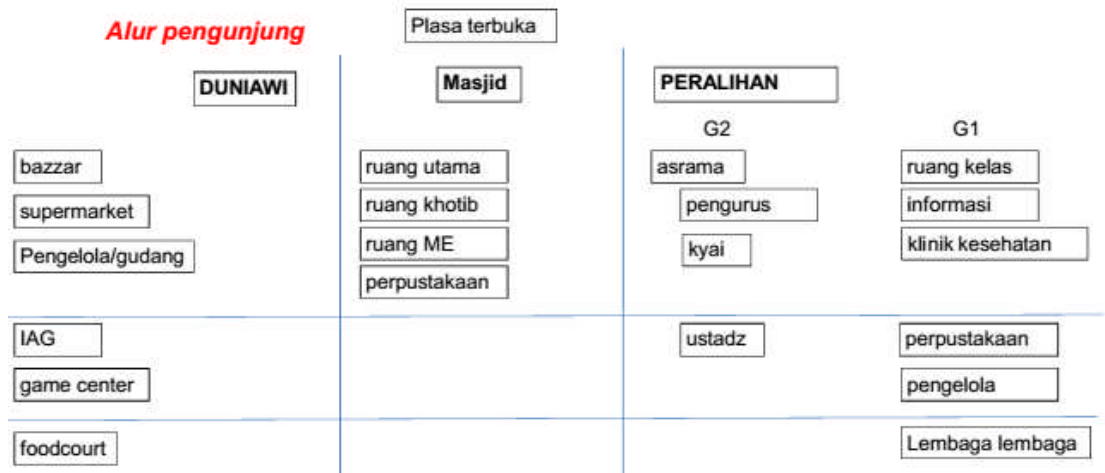 Alur pengunjung
Plasa terbuka
DUNIAWI
Masjid
PERALIHAN
G2
G1
bazzar
ruang utama
asrama
ruang kelas
supermarket
ruang khotib
pengurus
informasi
Pengelola/gudang
ruang ME
kyai
klinik kesehatan
perpustakaan
IAG
ustadz
perpustakaan
game center
pengelola
foodcourt
Lembaga lembaga